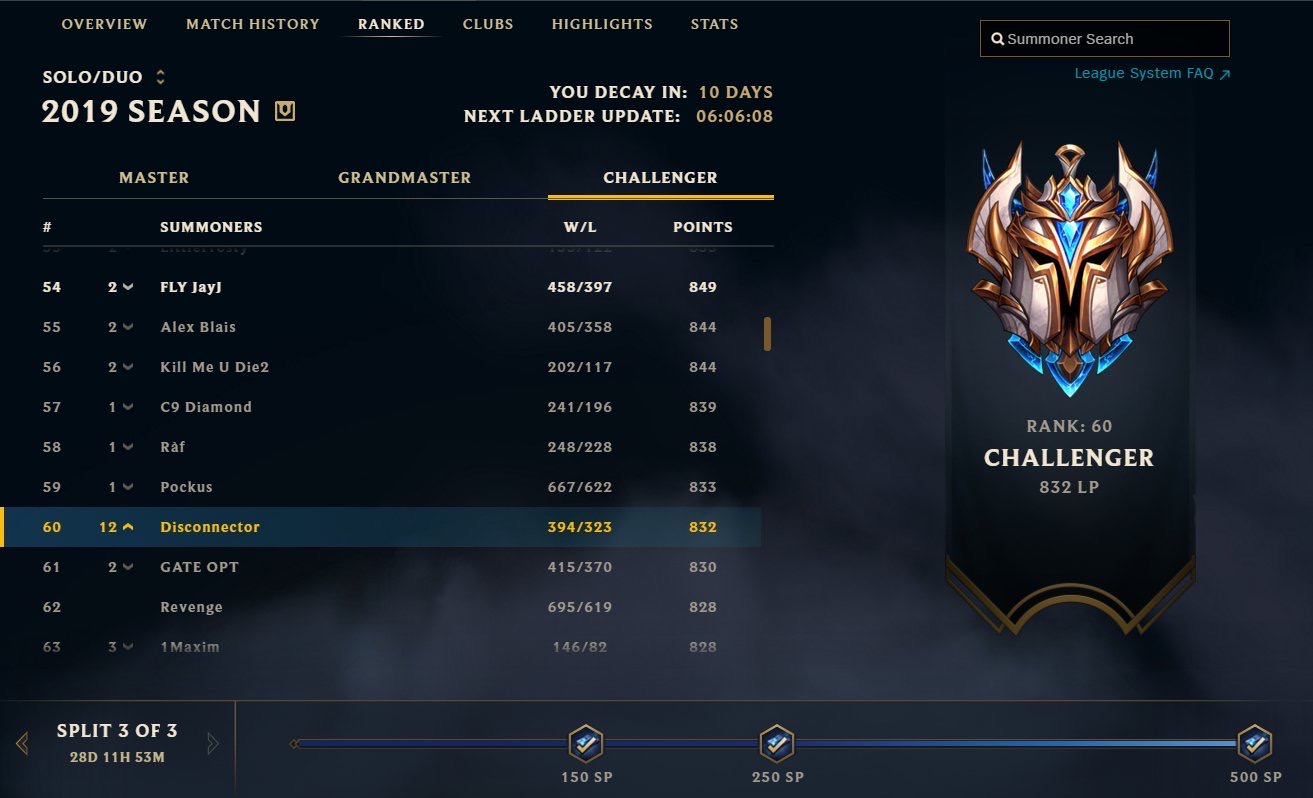 OVERVIEW MATCH HISTORY RANKED CLUBS HIGHLIGHTS STATS
Summoner Search
League System FAQ
SOLO/DUO
2019 SEASON
YOU DECAY IN: 10 DAYS
NEXT LADDER UPDATE: 06:06:08
MASTER GRANDMASTER CHALLENGER
# SUMMONERS W/L POINTS
54 2 FLY JayJ 458/397 849
55 2 Alex Blais 405/358 844
56 2 Kill Me U Die2 202/117 844
57 1 C9 Diamond 241/196 839
58 1 Ràf 248/228 838
59 1 Pockus 667/622 833
60 12 Disconnector 394/323 832
61 2 GATE OPT 415/370 830
62 Revenge 695/619 828
63 3 1Maxim 146/82 828
RANK: 60
CHALLENGER
832 LP
SPLIT 3 OF 3
28D 11H 53M
150 SP 250 SP 500 SP